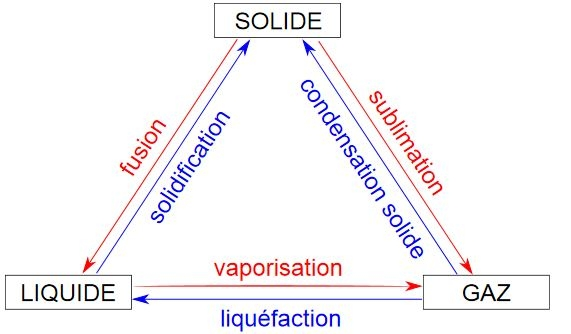 SOLIDE
fusion
solidification
condensation solide
sublimation
LIQUIDE
vaporisation
liquéfaction
GAZ